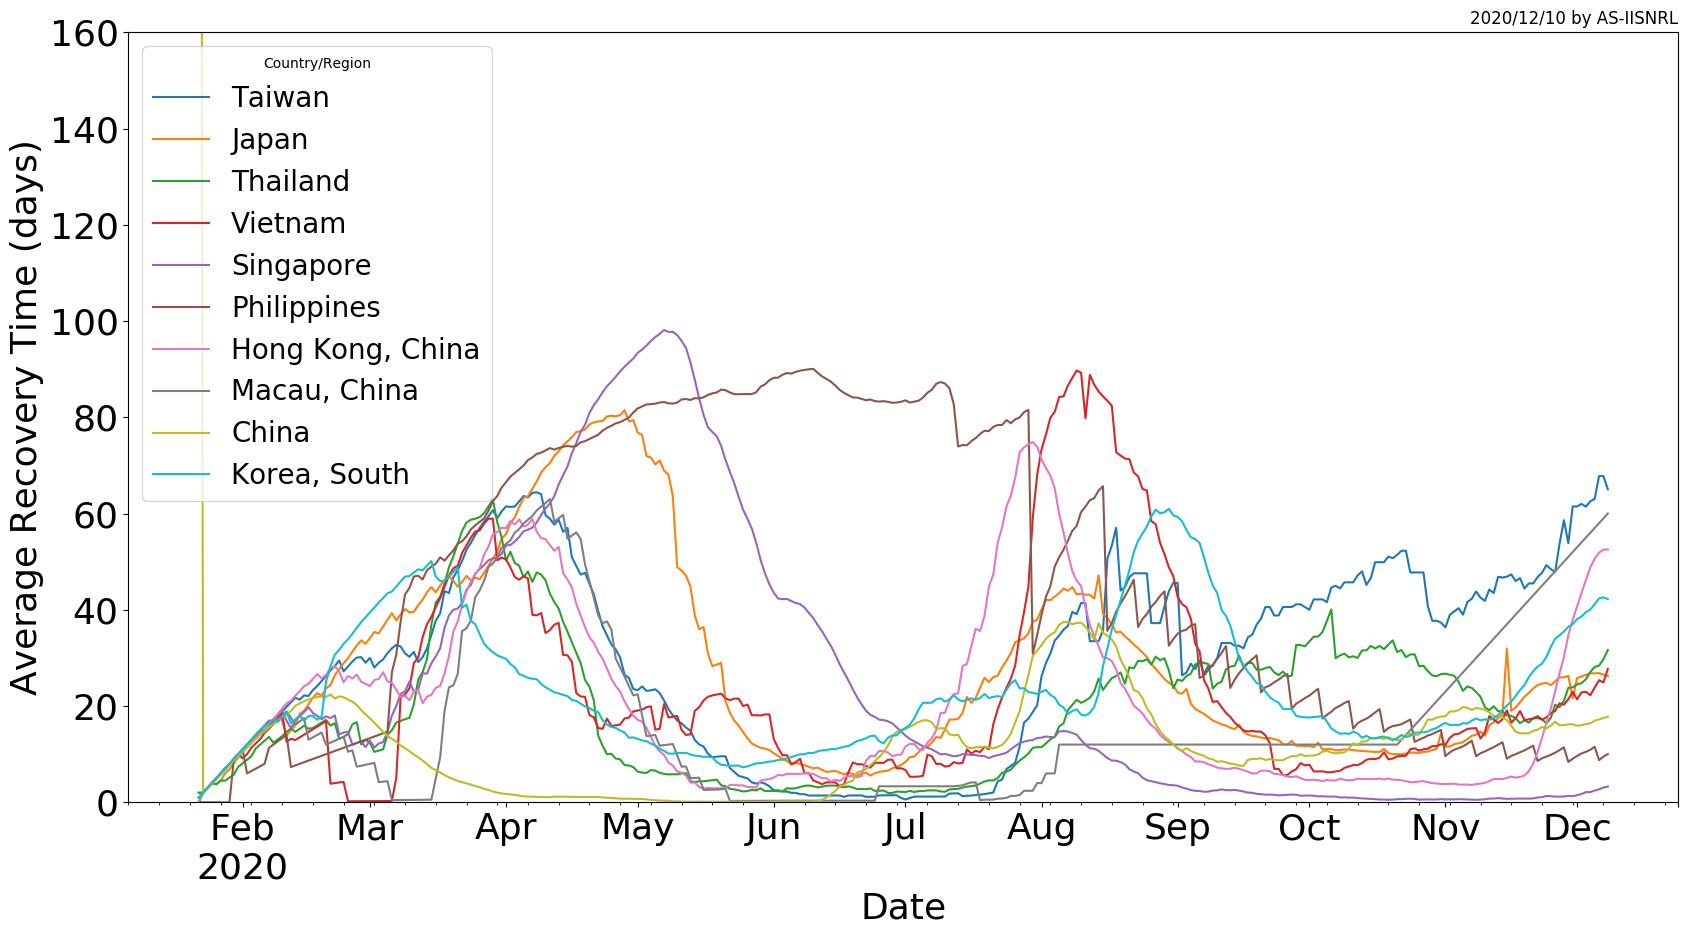 2020/12/10 by AS-IISNRL
160
140
120
100
80
60
40
20
0
Average Recovery Time (days)
Country/Region
Taiwan
Japan
Thailand
Vietnam
Singapore
Philippines
Hong Kong, China
Macau, China
China
Korea, South
Feb Mar Apr May Jun Jul Aug Sep Oct Nov Dec
2020
Date